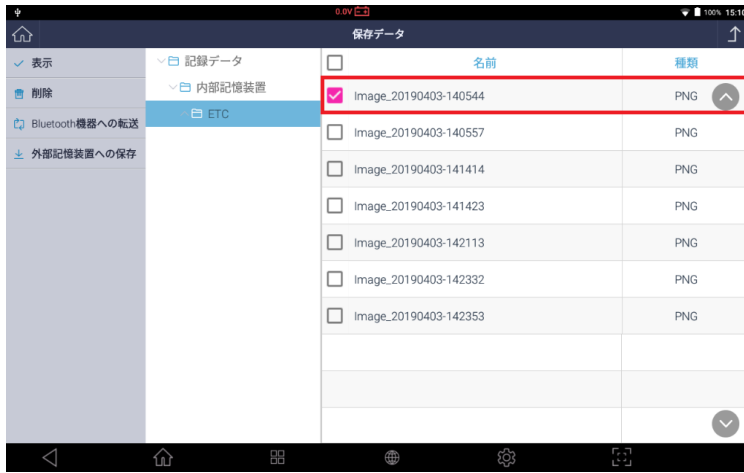 0.0V 100% 15:10
保存データ
表示
削除
Bluetooth機器への転送
外部記憶装置への保存
記録データ
内部記憶装置
ETC
名前 種類
Image_20190403-140544 PNG
Image_20190403-140557 PNG
Image_20190403-141414 PNG
Image_20190403-141423 PNG
Image_20190403-142113 PNG
Image_20190403-142332 PNG
Image_20190403-142353 PNG